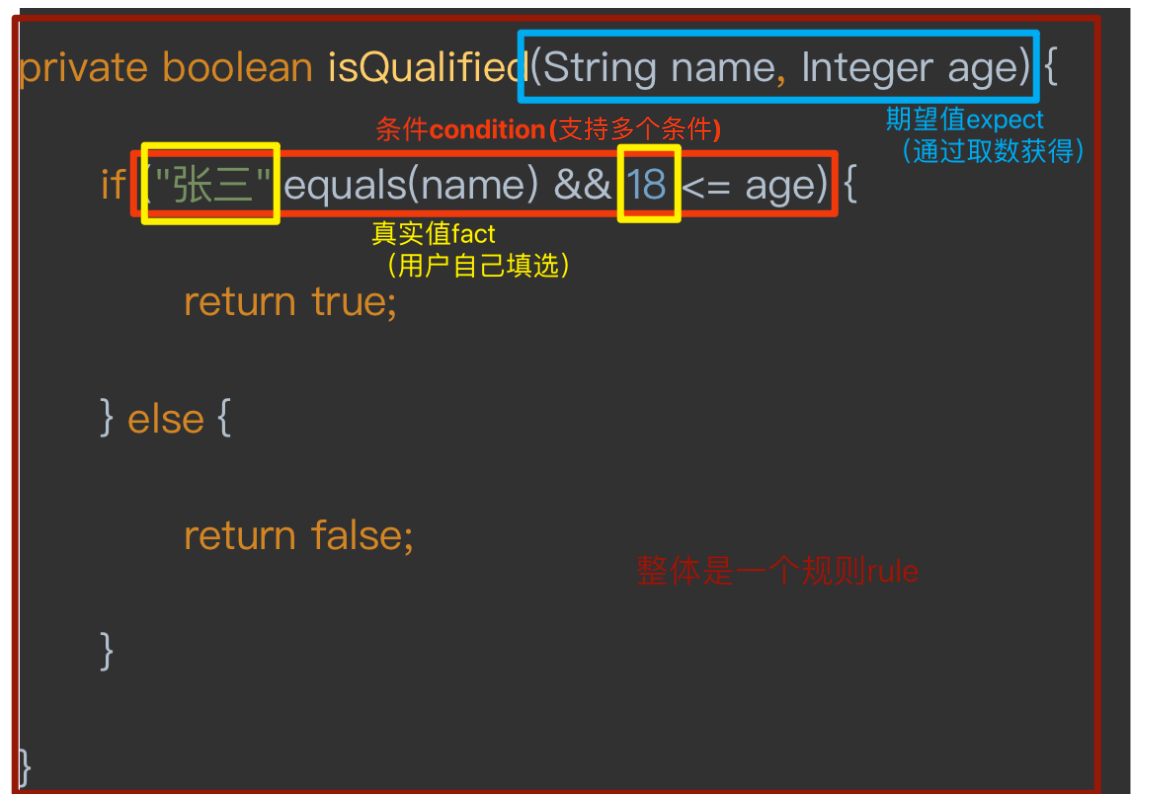 private boolean isQualified(String name, Integer age) {
期望值expect
条件condition(支持多个条件)
（通过取数获得）
if ("张三" equals(name) && 18 <= age) {
真实值fact
（用户自己填选）
return true;
} else {
return false;
整体是一个规则rule
}
}